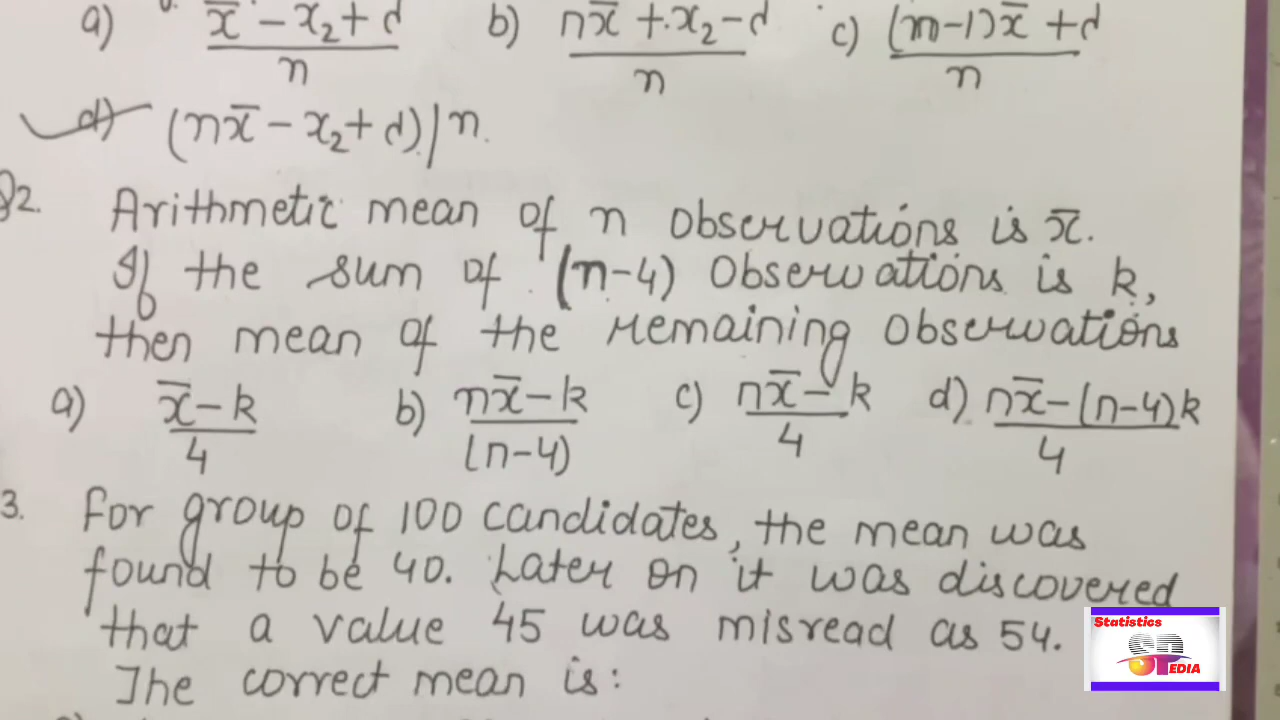 a) x̄ - x₂ + d / n b) nx̄ + x₂ - d / n c) (n-1)x̄ + d / n
d) (nx̄ - x₂ + d)/n.
Q2. Arithmetic mean of n observations is x̄.
If the sum of (n-4) observations is k,
then mean of the remaining observations
a) x̄ - k / 4 b) nx̄ - k / (n-4) c) nx̄ - k / 4 d) nx̄ - (n-4)k / 4
3. For group of 100 candidates, the mean was
found to be 40. Later on it was discovered
that a value 45 was misread as 54.
The correct mean is:
Statistics
PEDIA